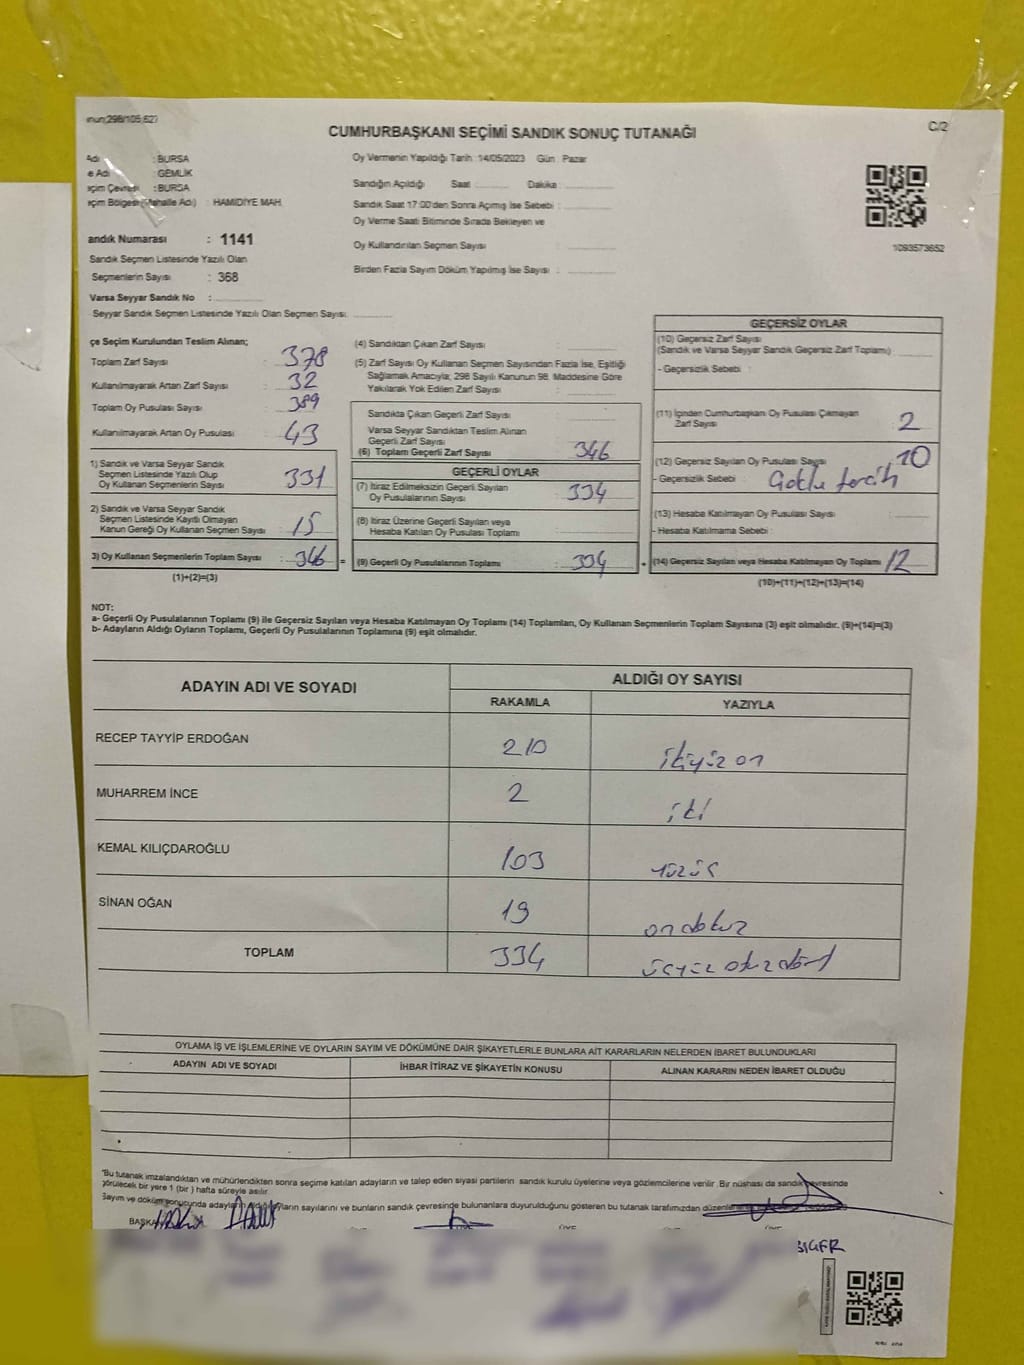 C/2
CUMHURBAŞKANI SEÇİMİ SANDIK SONUÇ TUTANAĞI
Adı : BURSA
e Adı : GEMLİK
eçim Çevresi : BURSA
eçim Bölgesi (Mahalle Adı) : HAMİDİYE MAH.
andık Numarası : 1141
Sandık Seçmen Listesinde Yazılı Olan
Seçmenlerin Sayısı : 368
Varsa Seyyar Sandık No :
Seyyar Sandık Seçmen Listesinde Yazılı Olan Seçmen Sayısı:
Oy Vermenin Yapıldığı Tarih :14/05/2023 Gün : Pazar
Sandığın Açıldığı Saat : Dakika :
Sandık Saat 17:00'den Sonra Açımış İse Sebebi :
Oy Verme Saati Bitiminde Sırada Bekleyen ve
Oy Kullandırılan Seçmen Sayısı :
Birden Fazla Sayım Döküm Yapılmış İse Sayısı :
1093573652
çe Seçim Kurulundan Teslim Alınan;
Toplam Zarf Sayısı : 378
Kullanılmayarak Artan Zarf Sayısı : 32
Toplam Oy Pusulası Sayısı : 389
Kullanılmayarak Artan Oy Pusulası : 43
1) Sandık ve Varsa Seyyar Sandık
Seçmen Listesinde Yazılı Olup
Oy Kullanan Seçmenlerin Sayısı : 331
2) Sandık ve Varsa Seyyar Sandık
Seçmen Listesinde Kayıtlı Olmayan
Kanun Gereği Oy Kullanan Seçmen Sayısı : 15
3) Oy Kullanan Seçmenlerin Toplam Sayısı : 346 =
(1)+(2)=(3)
(4) Sandıktan Çıkan Zarf Sayısı :
(5) Zarf Sayısı Oy Kullanan Seçmen Sayısından Fazla İse, Eşitliği
Sağlamak Amacıyla; 298 Sayılı Kanunun 98. Maddesine Göre
Yakılarak Yok Edilen Zarf Sayısı :
Sandıkta Çıkan Geçerli Zarf Sayısı :
Varsa Seyyar Sandıktan Teslim Alınan
Geçerli Zarf Sayısı :
(6) Toplam Geçerli Zarf Sayısı : 346
GEÇERLİ OYLAR
(7) İtiraz Edilmeksizin Geçerli Sayılan
Oy Pusulalarının Sayısı : 334
(8) İtiraz Üzerine Geçerli Sayılan veya
Hesaba Katılan Oy Pusulası Toplamı :
(9) Geçerli Oy Pusulalarının Toplamı : 334 +
GEÇERSİZ OYLAR
(10) Geçersiz Zarf Sayısı
(Sandık ve Varsa Seyyar Sandık Geçersiz Zarf Toplamı) :
- Geçersizlik Sebebi :
(11) İçinden Cumhurbaşkanı Oy Pusulası Çıkmayan
Zarf Sayısı : 2
(12) Geçersiz Sayılan Oy Pusulası Sayısı : 10
- Geçersizlik Sebebi : Çoklu tercih
(13) Hesaba Katılmayan Oy Pusulası Sayısı :
- Hesaba Katılmama Sebebi :
(14) Geçersiz Sayılan veya Hesaba Katılmayan Oy Toplamı : 12
(10)+(11)+(12)+(13)=(14)
NOT:
a- Geçerli Oy Pusulalarının Toplamı (9) ile Geçersiz Sayılan veya Hesaba Katılmayan Oy Toplamı (14) Toplamları, Oy Kullanan Seçmenlerin Toplam Sayısına (3) eşit olmalıdır. (9)+(14)=(3)
b- Adayların Aldığı Oyların Toplamı, Geçerli Oy Pusulalarının Toplamına (9) eşit olmalıdır.
ADAYIN ADI VE SOYADI ALDIĞI OY SAYISI
RAKAMLA YAZIYLA
RECEP TAYYİP ERDOĞAN 210 ikiyüz on
MUHARREM İNCE 2 iki
KEMAL KILIÇDAROĞLU 103 yüzüç
SİNAN OĞAN 19 ondokuz
TOPLAM 334 üçyüz otuzdört
OYLAMA İŞ VE İŞLEMLERİNE VE OYLARIN SAYIM VE DÖKÜMÜNE DAİR ŞİKAYETLERLE BUNLARA AİT KARARLARIN NELERDEN İBARET BULUNDUKLARI
ADAYIN ADI VE SOYADI İHBAR İTİRAZ VE ŞİKAYETİN KONUSU ALINAN KARARIN NEDEN İBARET OLDUĞU
*Bu tutanak imzalandıktan ve mühürlendikten sonra seçime katılan adayların ve talep eden siyasi partilerin sandık kurulu üyelerine veya gözlemcilerine verilir. Bir nüshası da sandık çevresinde
görülecek bir yere 1 (bir) hafta süreyle asılır.
Sayım ve döküm sonucunda adayların aldığı oyların sayılarını ve bunların sandık çevresinde bulunanlara duyurulduğunu gösteren bu tutanak tarafımızdan